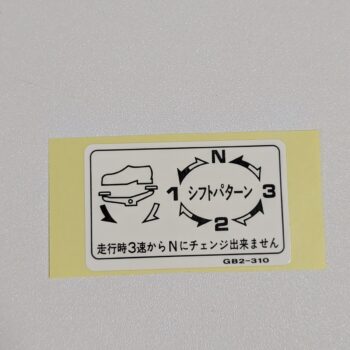 N
1 シフトパターン 3
2
走行時3速からNにチェンジ出来ません
GB2-310